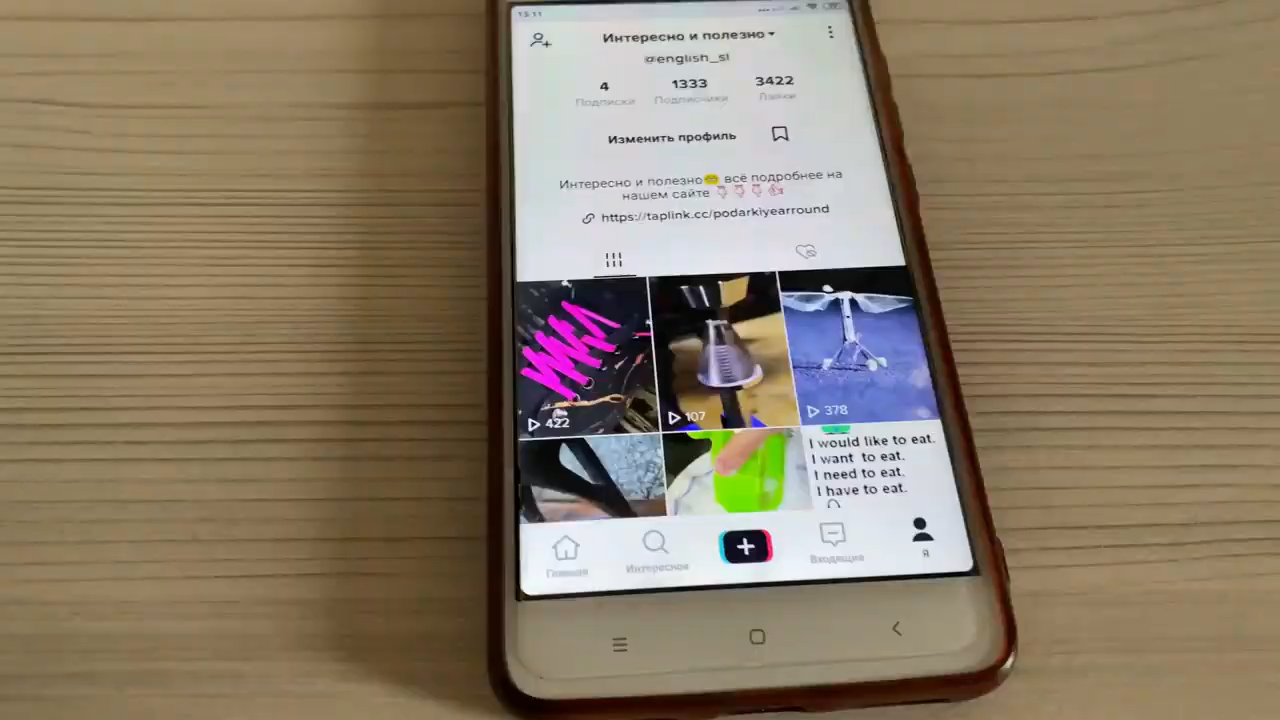 13:11
Интересно и полезно
@english_sl
4 1333 3422
Подписки Подписчики Лайки
Изменить профиль
Интересно и полезно🤓 всё подробнее на
нашем сайте 👇👇👇👍
https://taplink.cc/podarkiyearround
422 107 378
I would like to eat.
I want to eat.
I need to eat.
I have to eat.
Главная Интересное Входящие Я